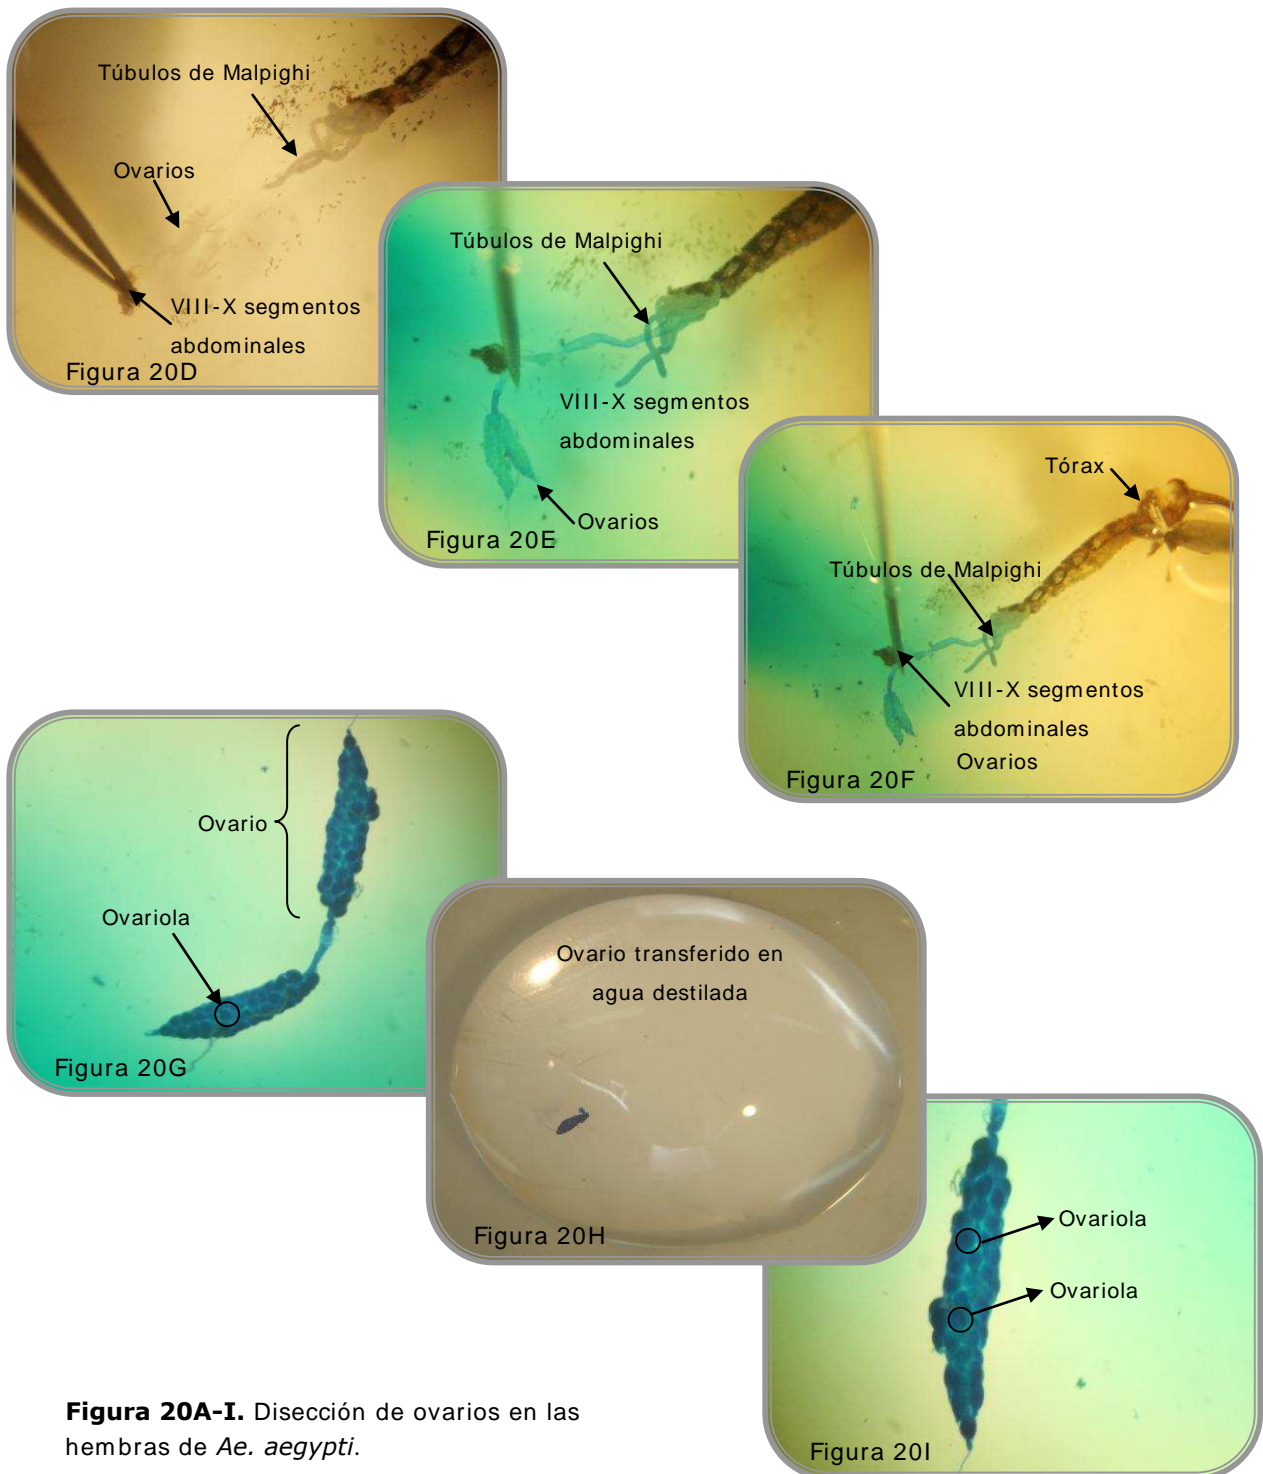 Túbulos de Malpighi
Ovarios
VIII-X segmentos
abdominales
Figura 20D
Túbulos de Malpighi
VIII-X segmentos
abdominales
Ovarios
Figura 20E
Tórax
Túbulos de Malpighi
VIII-X segmentos
abdominales
Ovarios
Figura 20F
Ovario
Ovariola
Figura 20G
Ovario transferido en
agua destilada
Figura 20H
Ovariola
Ovariola
Figura 20I
Figura 20A-I. Disección de ovarios en las
hembras de Ae. aegypti.